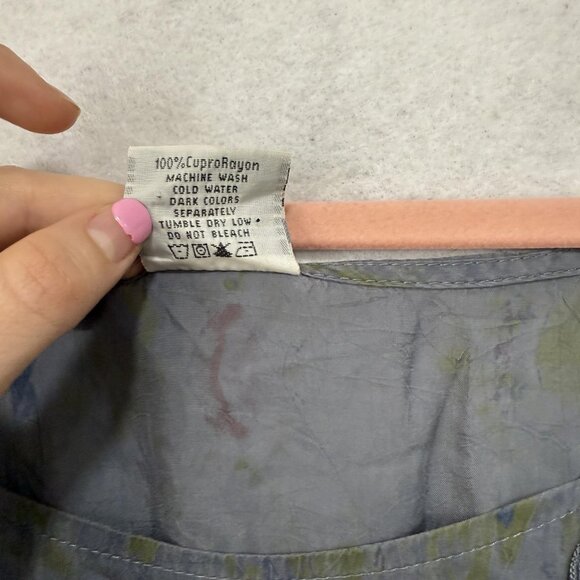 100%CuproRayon
MACHINE WASH
COLD WATER
DARK COLORS
SEPARATELY
TUMBLE DRY LOW
DO NOT BLEACH